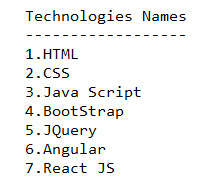 Technologies Names
------------------
1.HTML
2.CSS
3.Java Script
4.BootStrap
5.JQuery
6.Angular
7.React JS